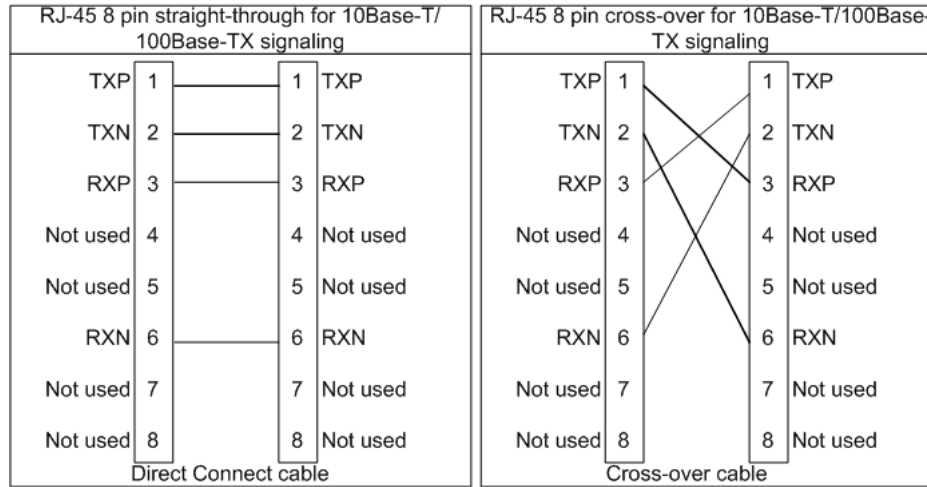 RJ-45 8 pin straight-through for 10Base-T/
100Base-TX signaling
TXP 1 1 TXP
TXN 2 2 TXN
RXP 3 3 RXP
Not used 4 4 Not used
Not used 5 5 Not used
RXN 6 6 RXN
Not used 7 7 Not used
Not used 8 8 Not used
Direct Connect cable
RJ-45 8 pin cross-over for 10Base-T/100Base-
TX signaling
TXP 1 1 TXP
TXN 2 2 TXN
RXP 3 3 RXP
Not used 4 4 Not used
Not used 5 5 Not used
RXN 6 6 RXN
Not used 7 7 Not used
Not used 8 8 Not used
Cross-over cable